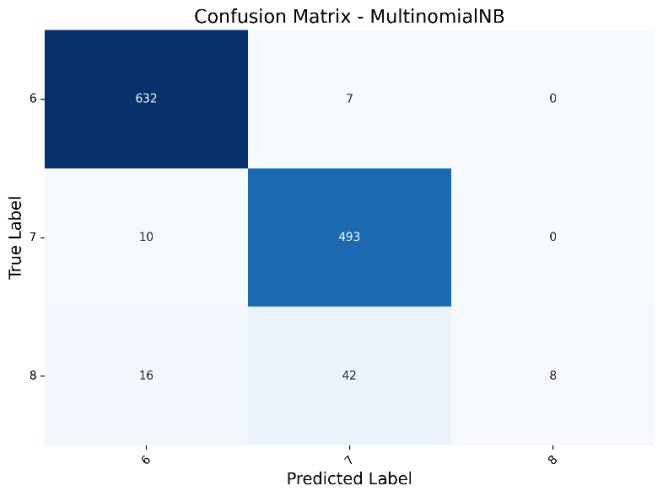 Confusion Matrix - MultinomialNB
6 632 7 0
7 10 493 0
8 16 42 8
6 7 8
True Label
Predicted Label